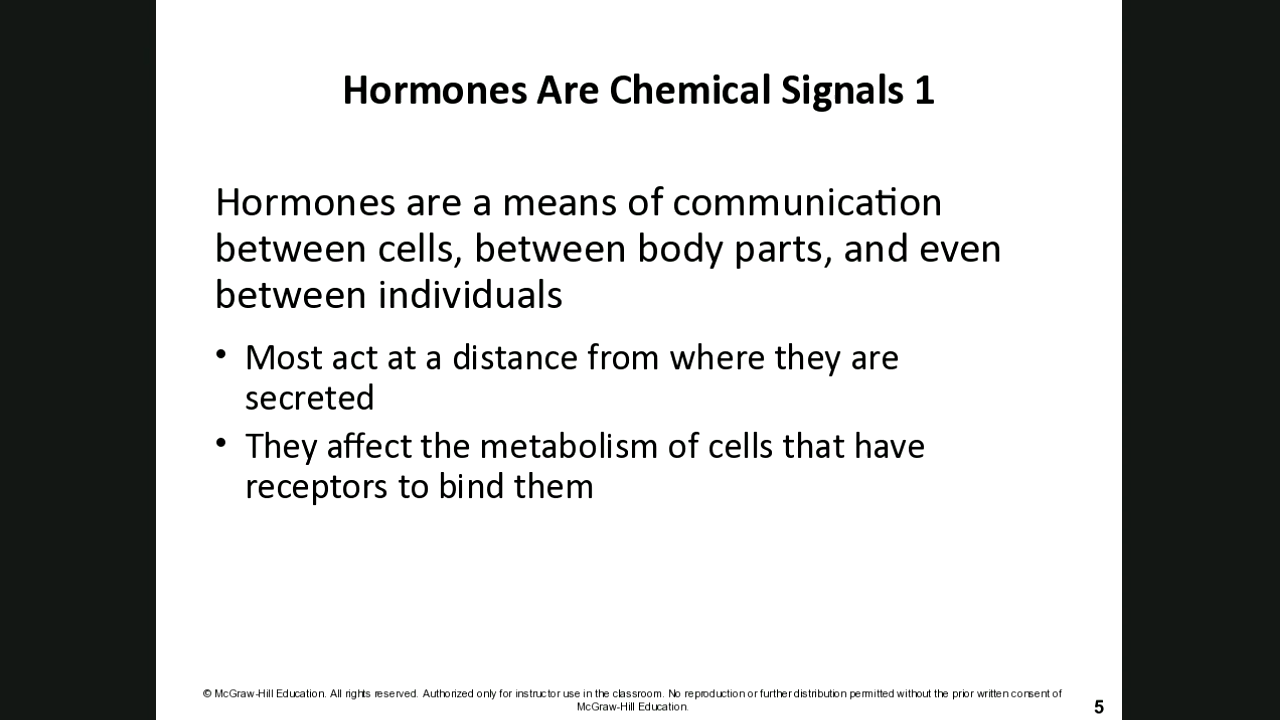 Hormones Are Chemical Signals 1
Hormones are a means of communication
between cells, between body parts, and even
between individuals
• Most act at a distance from where they are
secreted
• They affect the metabolism of cells that have
receptors to bind them
© McGraw-Hill Education. All rights reserved. Authorized only for instructor use in the classroom. No reproduction or further distribution permitted without the prior written consent of
McGraw-Hill Education.
5